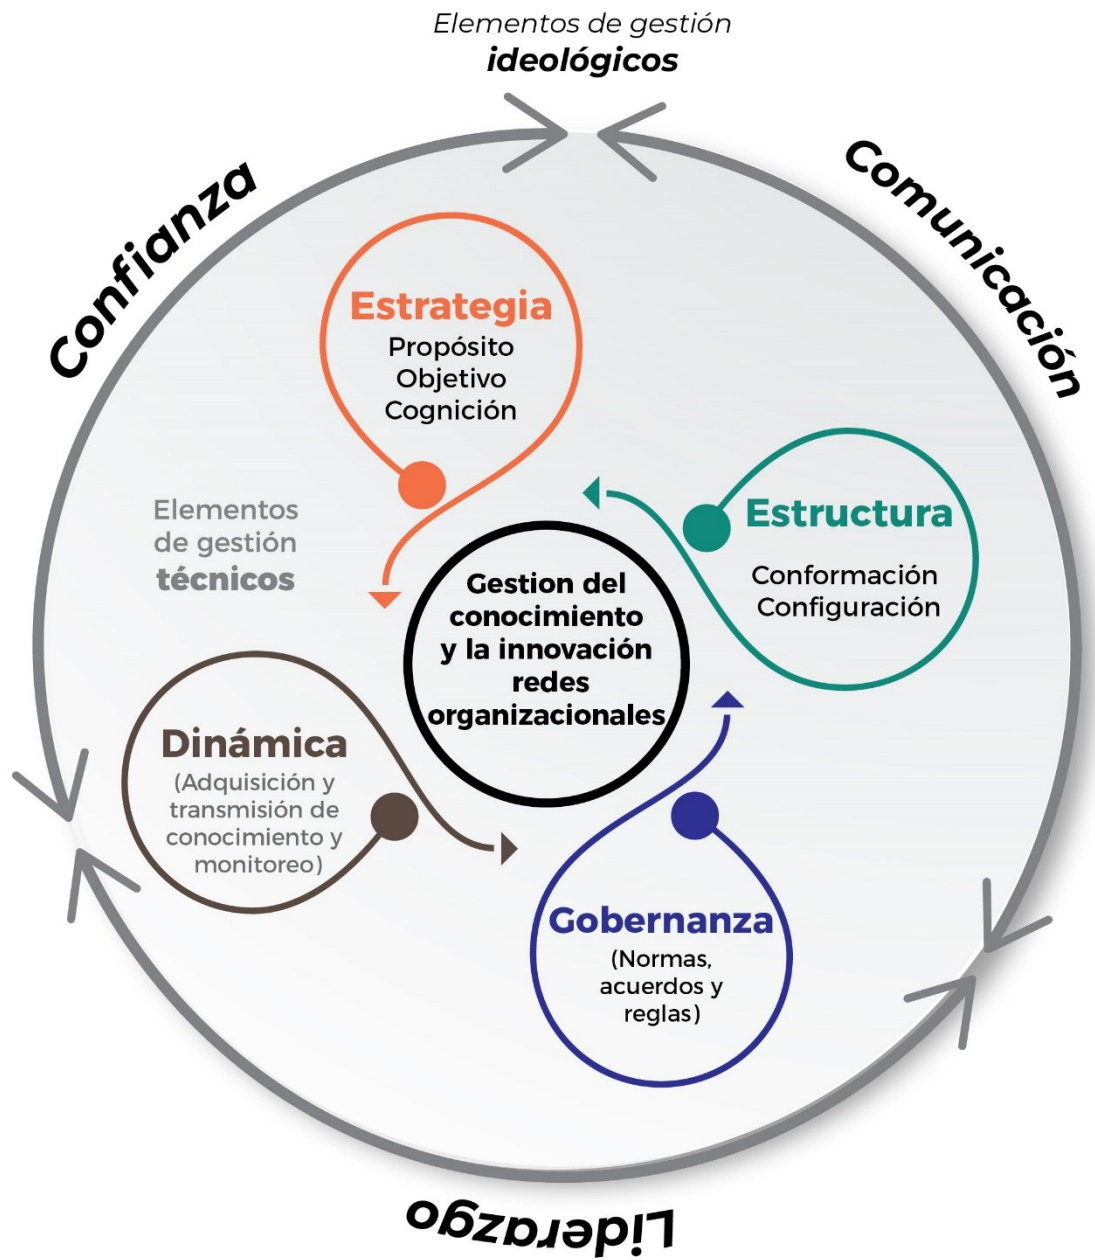 Elementos de gestión
ideológicos
Confianza
Comunicación
Estrategia
Propósito
Objetivo
Cognición
Estructura
Conformación
Configuración
Elementos
de gestión
técnicos
Gestion del
conocimiento
y la innovación
redes
organizacionales
Dinámica
(Adquisición y
transmisión de
conocimiento y
monitoreo)
Gobernanza
(Normas,
acuerdos y
reglas)
Liderazgo